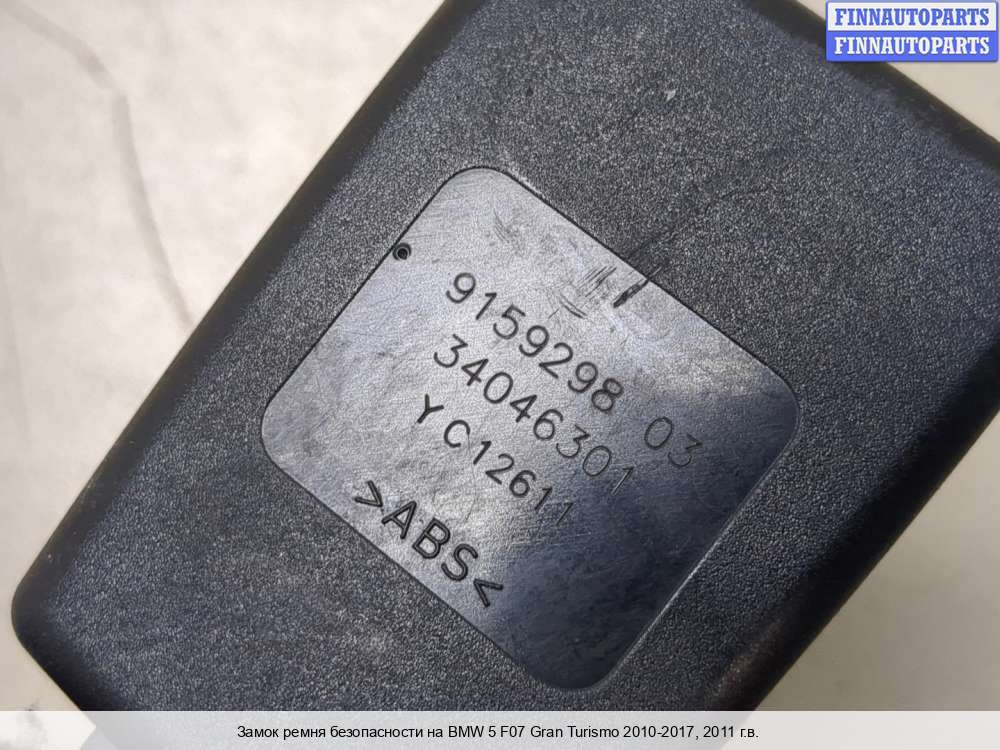 FINNAUTOPARTS
FINNAUTOPARTS
9159298 03
34046301
YC12611
>ABS<
Замок ремня безопасности на BMW 5 F07 Gran Turismo 2010-2017, 2011 г.в.